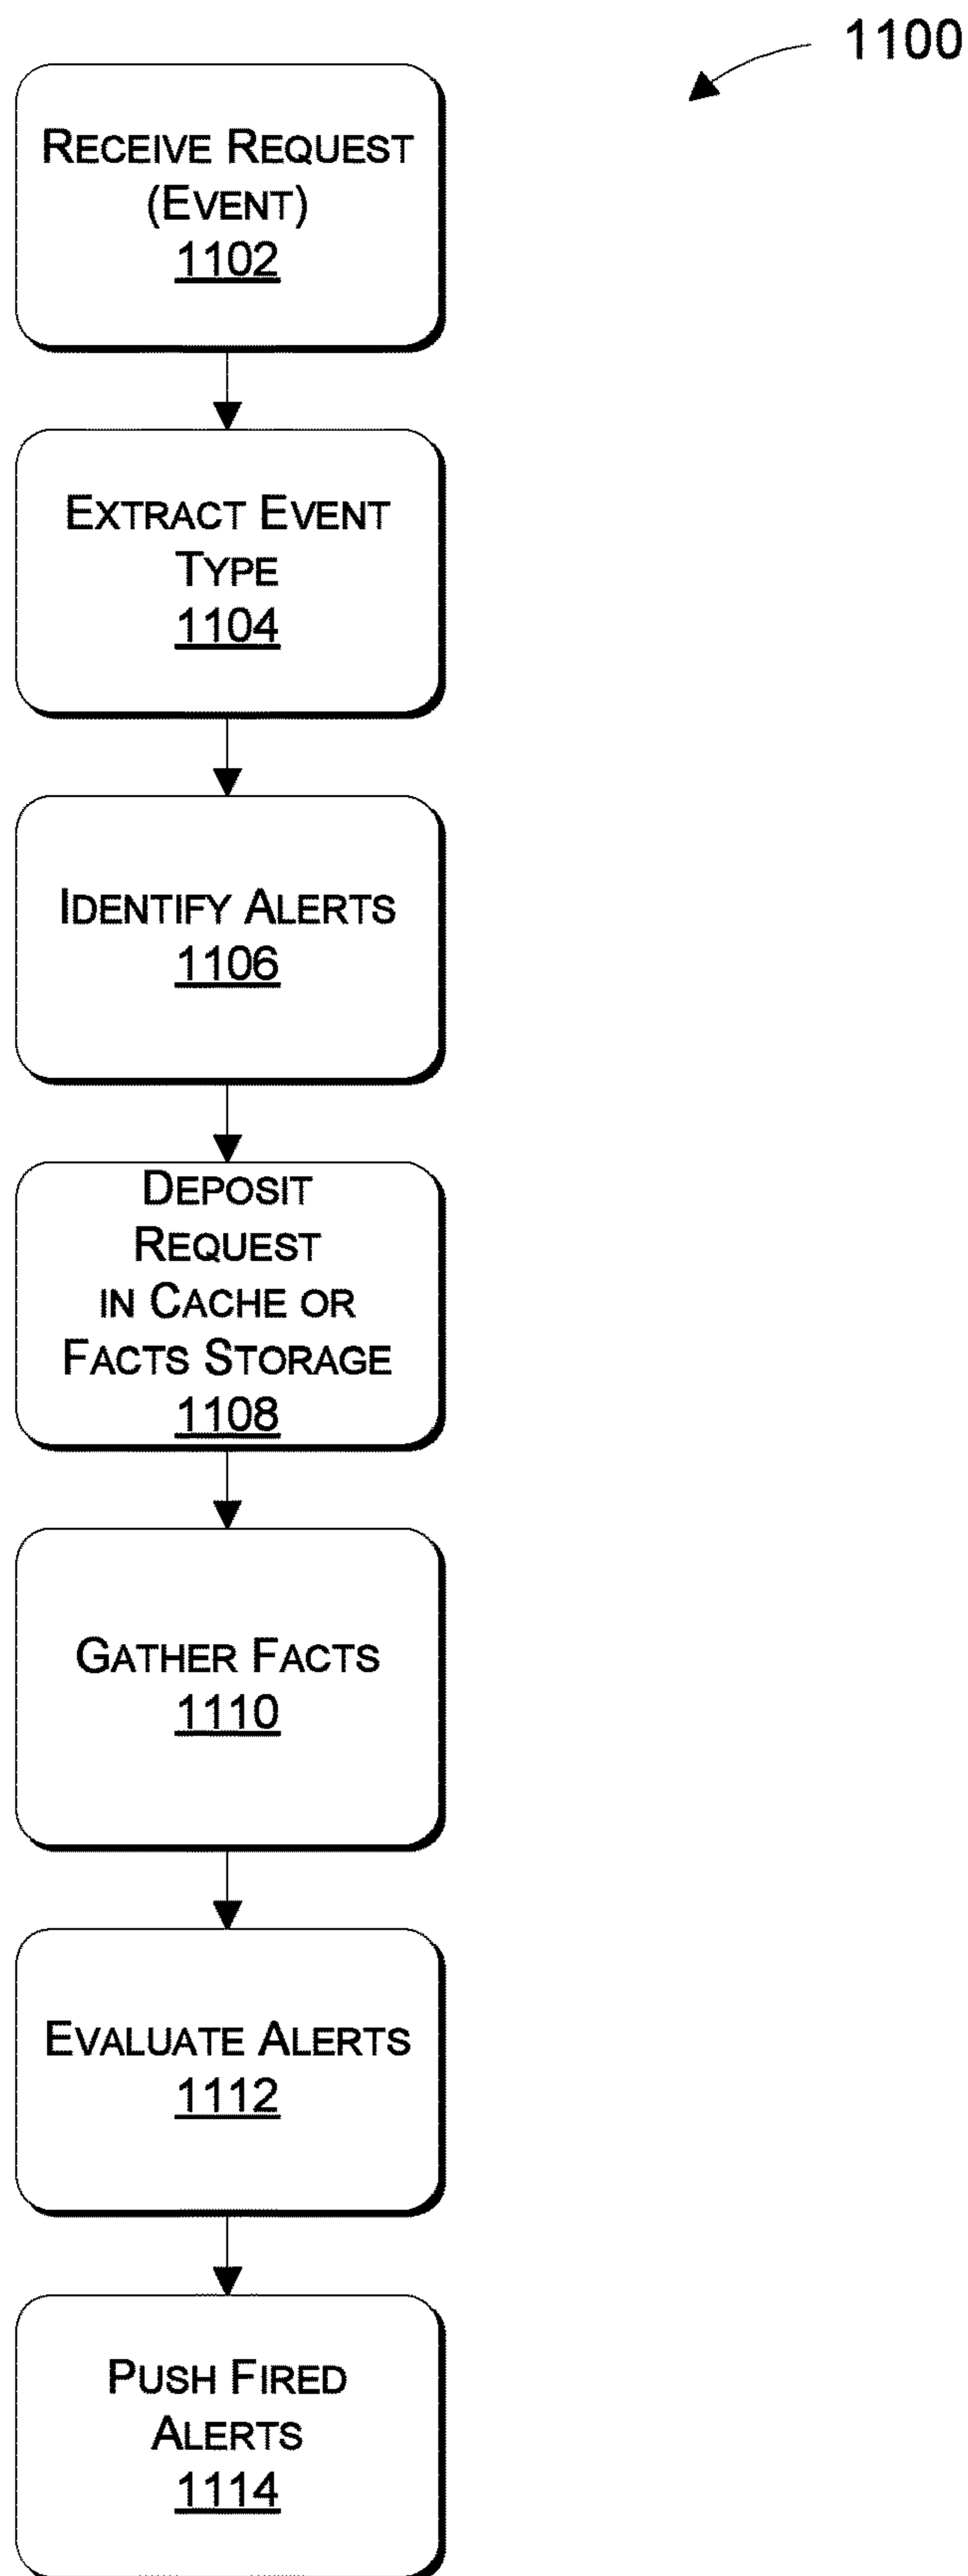 1100
RECEIVE REQUEST
(EVENT)
1102
EXTRACT EVENT
TYPE
1104
IDENTIFY ALERTS
1106
DEPOSIT
REQUEST
IN CACHE OR
FACTS STORAGE
1108
GATHER FACTS
1110
EVALUATE ALERTS
1112
PUSH FIRED
ALERTS
1114